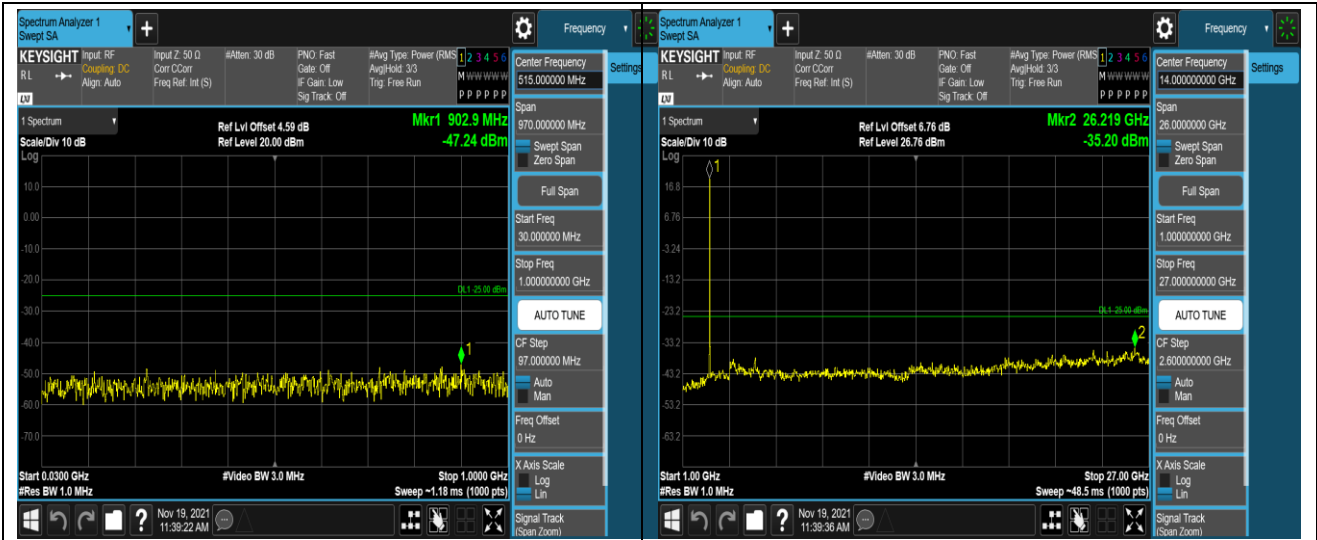 Spectrum Analyzer 1
Swept SA
+
Frequency
KEYSIGHT
Input: RF
Coupling: DC
Align: Auto
Input Z: 50 Ω
Corr CCorr
Freq Ref: Int (S)
#Atten: 30 dB
PNO: Fast
Gate: Off
IF Gain: Low
Sig Track: Off
#Avg Type: Power (RMS
Avg|Hold: 3/3
Trig: Free Run
1 2 3 4 5 6
M W W W W W
P P P P P P
RL
LXI
Settings
1 Spectrum
Scale/Div 10 dB
Log
Ref Lvl Offset 4.59 dB
Ref Level 20.00 dBm
Mkr1 902.9 MHz
-47.24 dBm
10.0
0.00
-10.0
-20.0
-30.0
-40.0
-50.0
-60.0
-70.0
DL1 -25.00 dBm
1
Start 0.0300 GHz
#Res BW 1.0 MHz
#Video BW 3.0 MHz
Stop 1.0000 GHz
Sweep ~1.18 ms (1000 pts)
Center Frequency
515.000000 MHz
Span
970.000000 MHz
Swept Span
Zero Span
Full Span
Start Freq
30.000000 MHz
Stop Freq
1.000000000 GHz
AUTO TUNE
CF Step
97.000000 MHz
Auto
Man
Freq Offset
0 Hz
X Axis Scale
Log
Lin
Signal Track
(Span Zoom)
?
Nov 19, 2021
11:39:22 AM
Spectrum Analyzer 1
Swept SA
+
Frequency
KEYSIGHT
Input: RF
Coupling: DC
Align: Auto
Input Z: 50 Ω
Corr CCorr
Freq Ref: Int (S)
#Atten: 30 dB
PNO: Fast
Gate: Off
IF Gain: Low
Sig Track: Off
#Avg Type: Power (RMS
Avg|Hold: 3/3
Trig: Free Run
1 2 3 4 5 6
M W W W W W
P P P P P P
RL
LXI
Settings
1 Spectrum
Scale/Div 10 dB
Log
Ref Lvl Offset 6.76 dB
Ref Level 26.76 dBm
Mkr2 26.219 GHz
-35.20 dBm
16.8
6.76
-3.24
-13.2
-23.2
-33.2
-43.2
-53.2
-63.2
1
DL1 -25.00 dBm
2
Start 1.00 GHz
#Res BW 1.0 MHz
#Video BW 3.0 MHz
Stop 27.00 GHz
Sweep ~48.5 ms (1000 pts)
Center Frequency
14.000000000 GHz
Span
26.0000000 GHz
Swept Span
Zero Span
Full Span
Start Freq
1.000000000 GHz
Stop Freq
27.000000000 GHz
AUTO TUNE
CF Step
2.600000000 GHz
Auto
Man
Freq Offset
0 Hz
X Axis Scale
Log
Lin
Signal Track
(Span Zoom)
?
Nov 19, 2021
11:39:36 AM